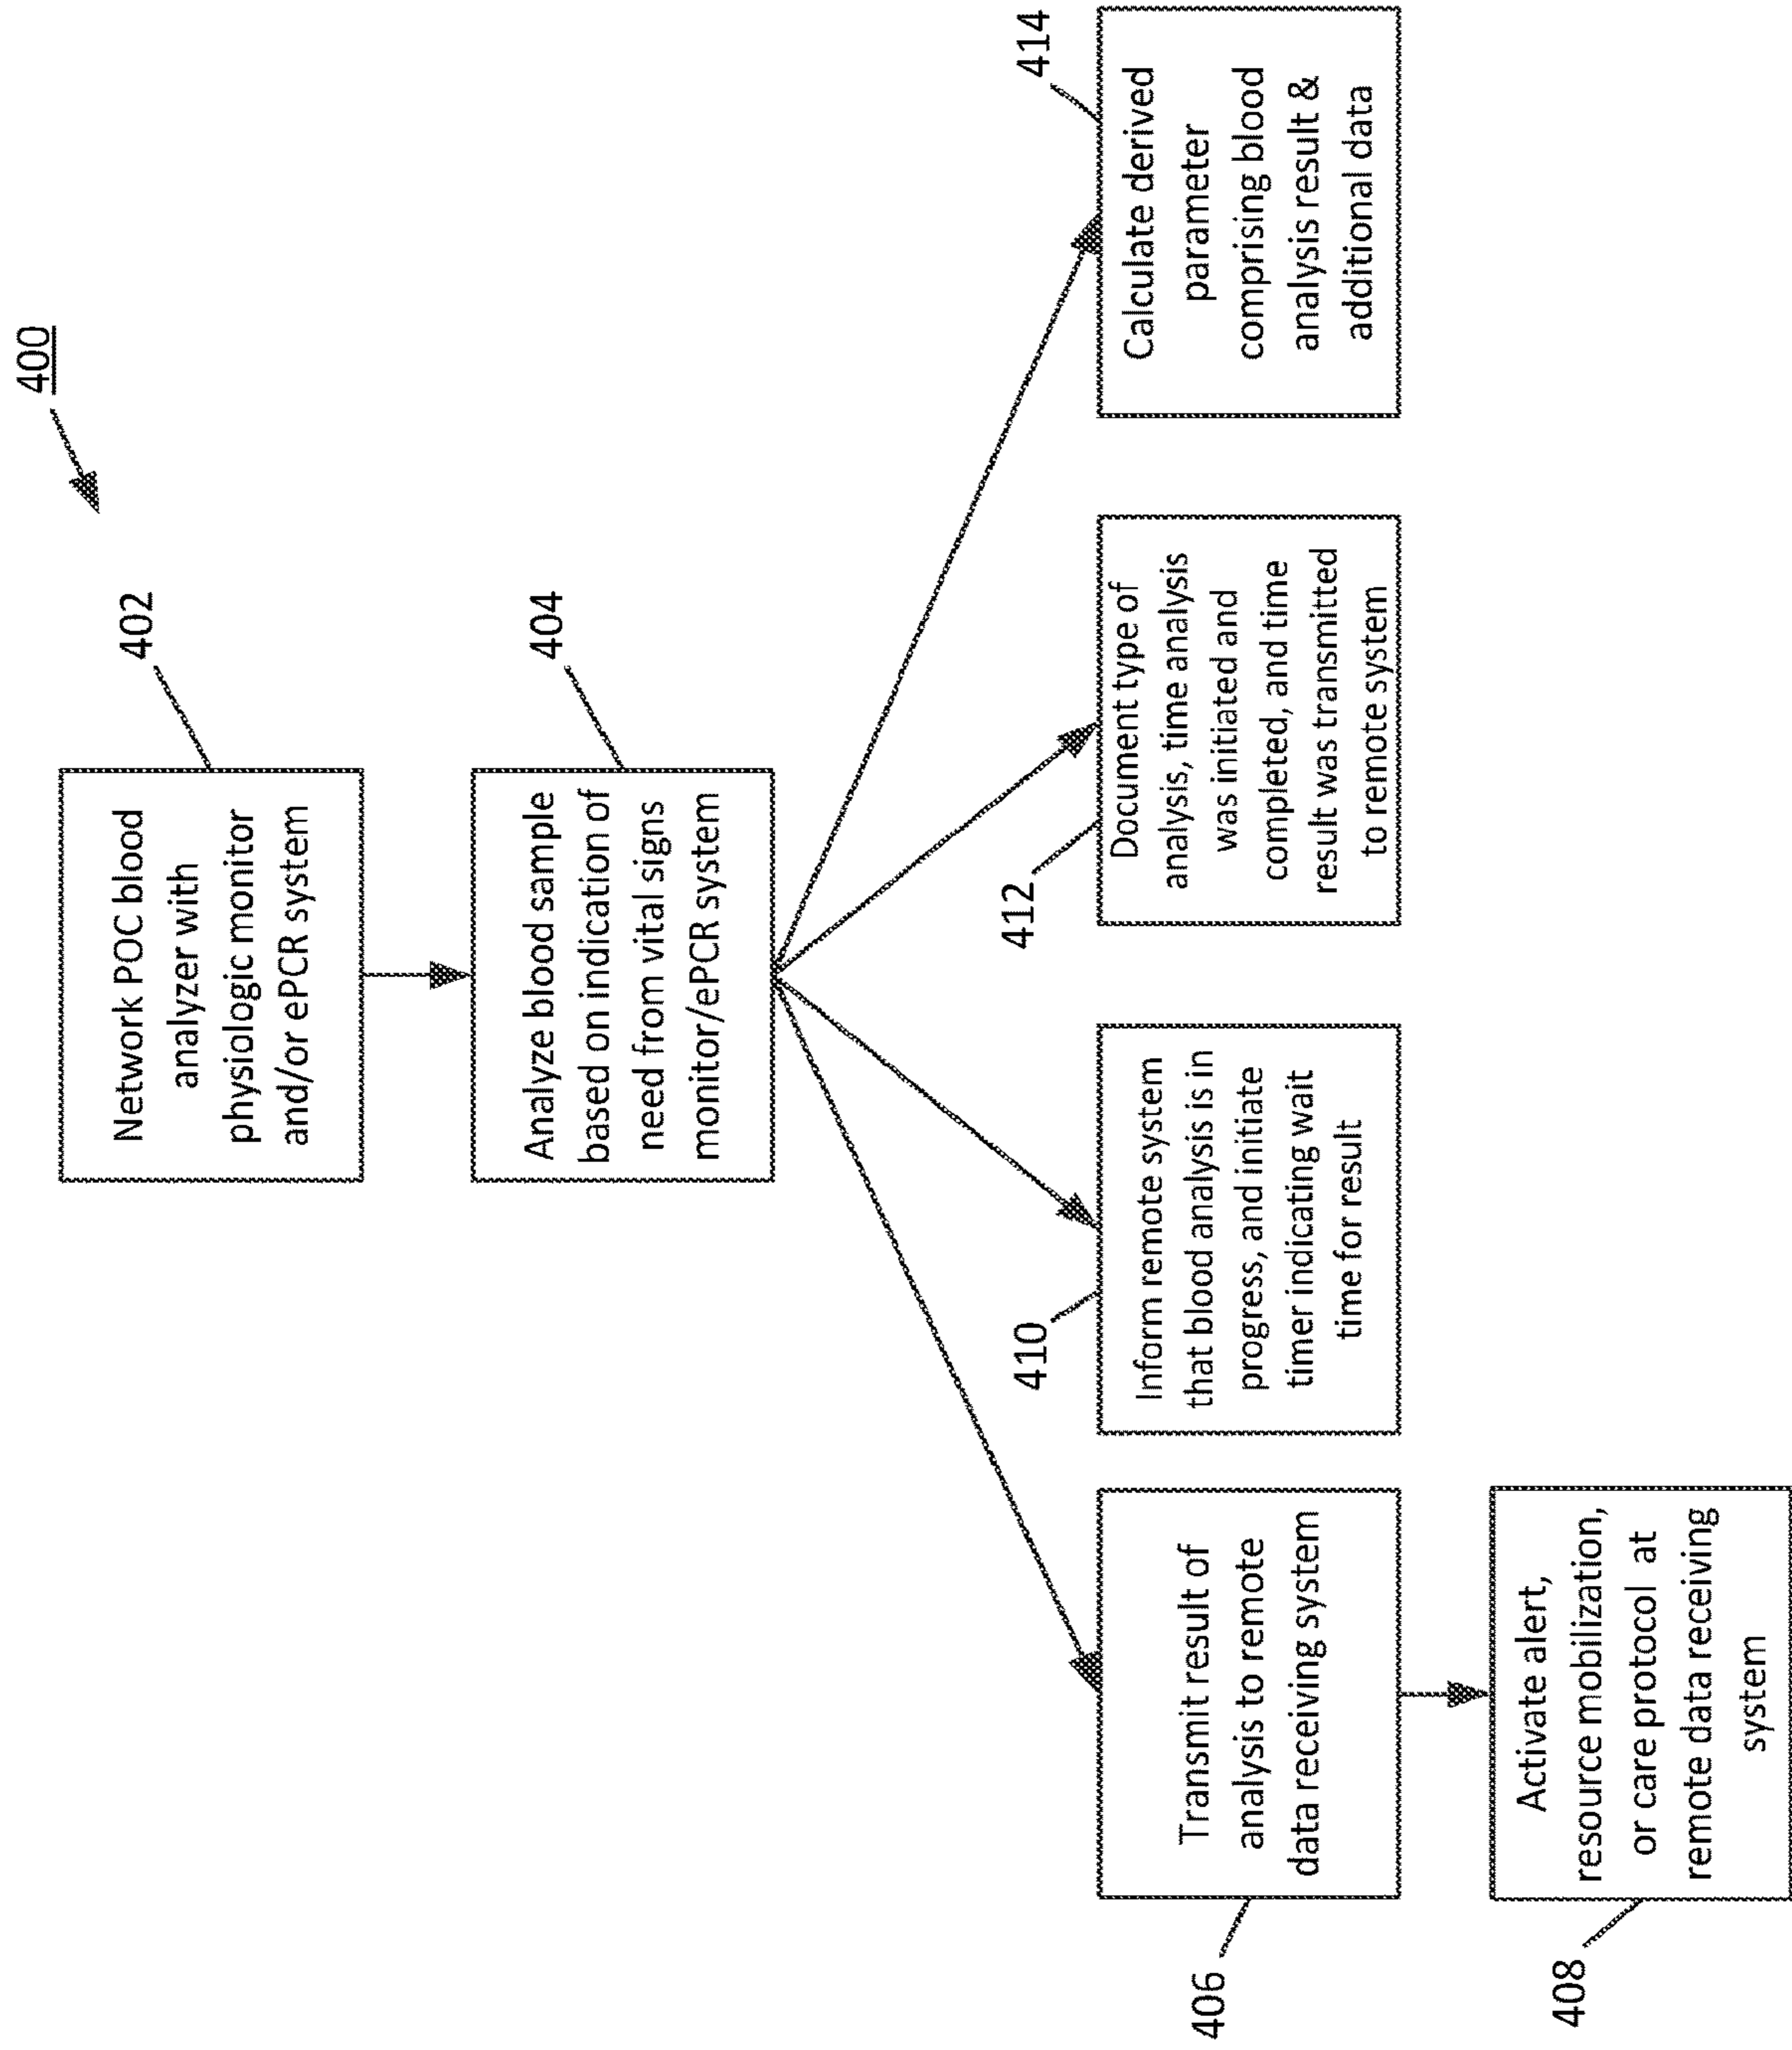 400
402
Network POC blood
analyzer with
physiologic monitor
and/or ePCR system
404
Analyze blood sample
based on indication of
need from vital signs
monitor/ePCR system
406
Transmit result of
analysis to remote
data receiving system
408
Activate alert,
resource mobilization,
or care protocol at
remote data receiving
system
410
Inform remote system
that blood analysis is in
progress, and initiate
timer indicating wait
time for result
412
Document type of
analysis, time analysis
was initiated and
completed, and time
result was transmitted
to remote system
414
Calculate derived
parameter
comprising blood
analysis result &
additional data